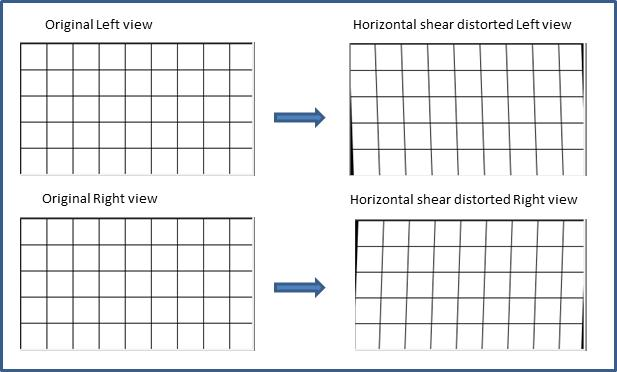 Original Left view
Horizontal shear distorted Left view
Original Right view
Horizontal shear distorted Right view